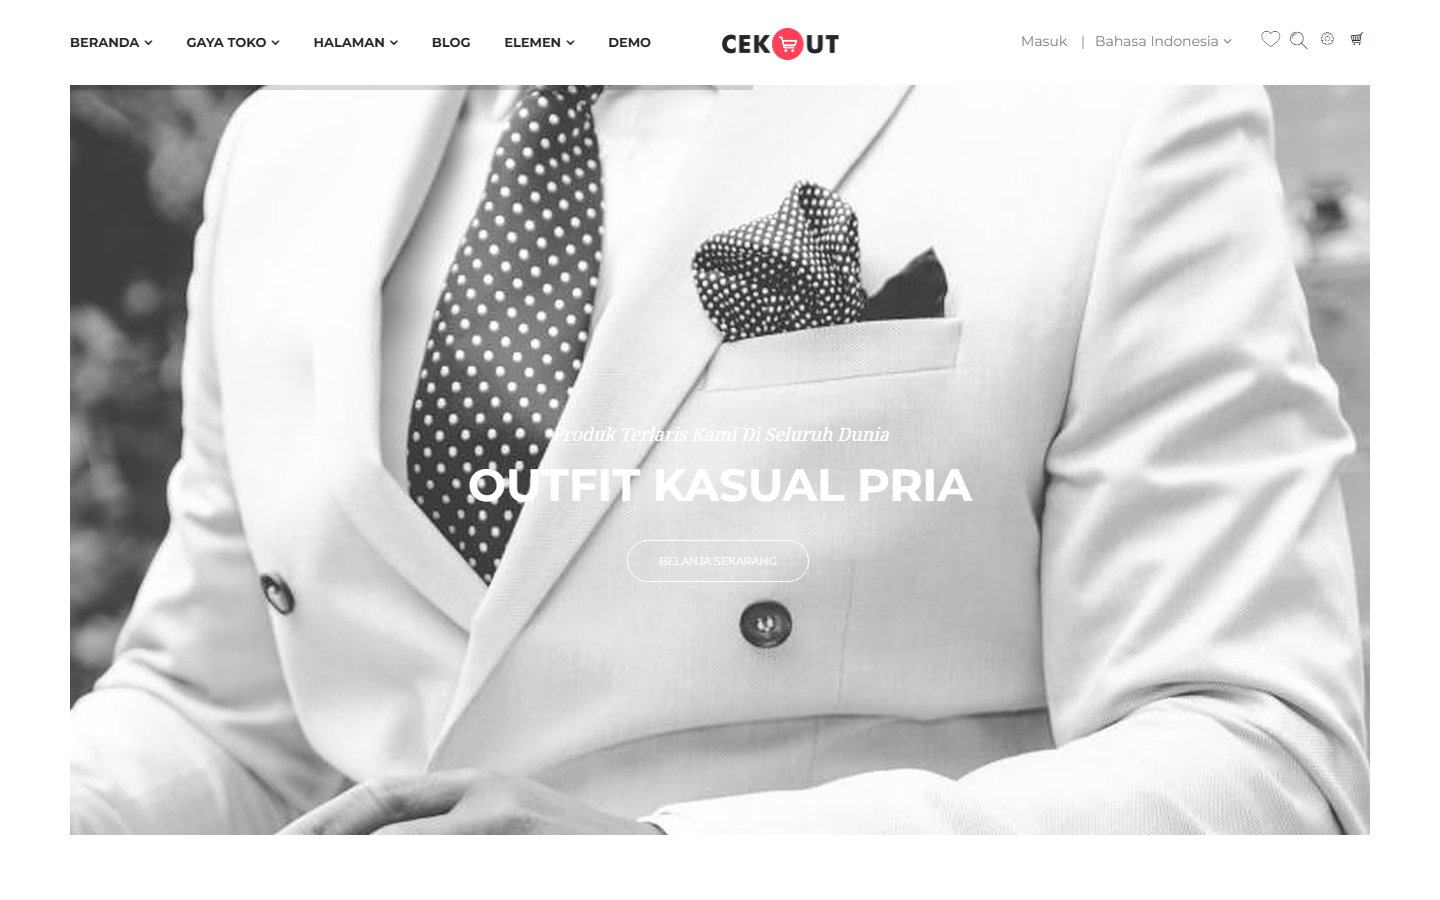 BERANDA GAYA TOKO HALAMAN BLOG ELEMEN DEMO CEKOUT Masuk | Bahasa Indonesia
Produk Terlaris Kami Di Seluruh Dunia
OUTFIT KASUAL PRIA
BELANJA SEKARANG